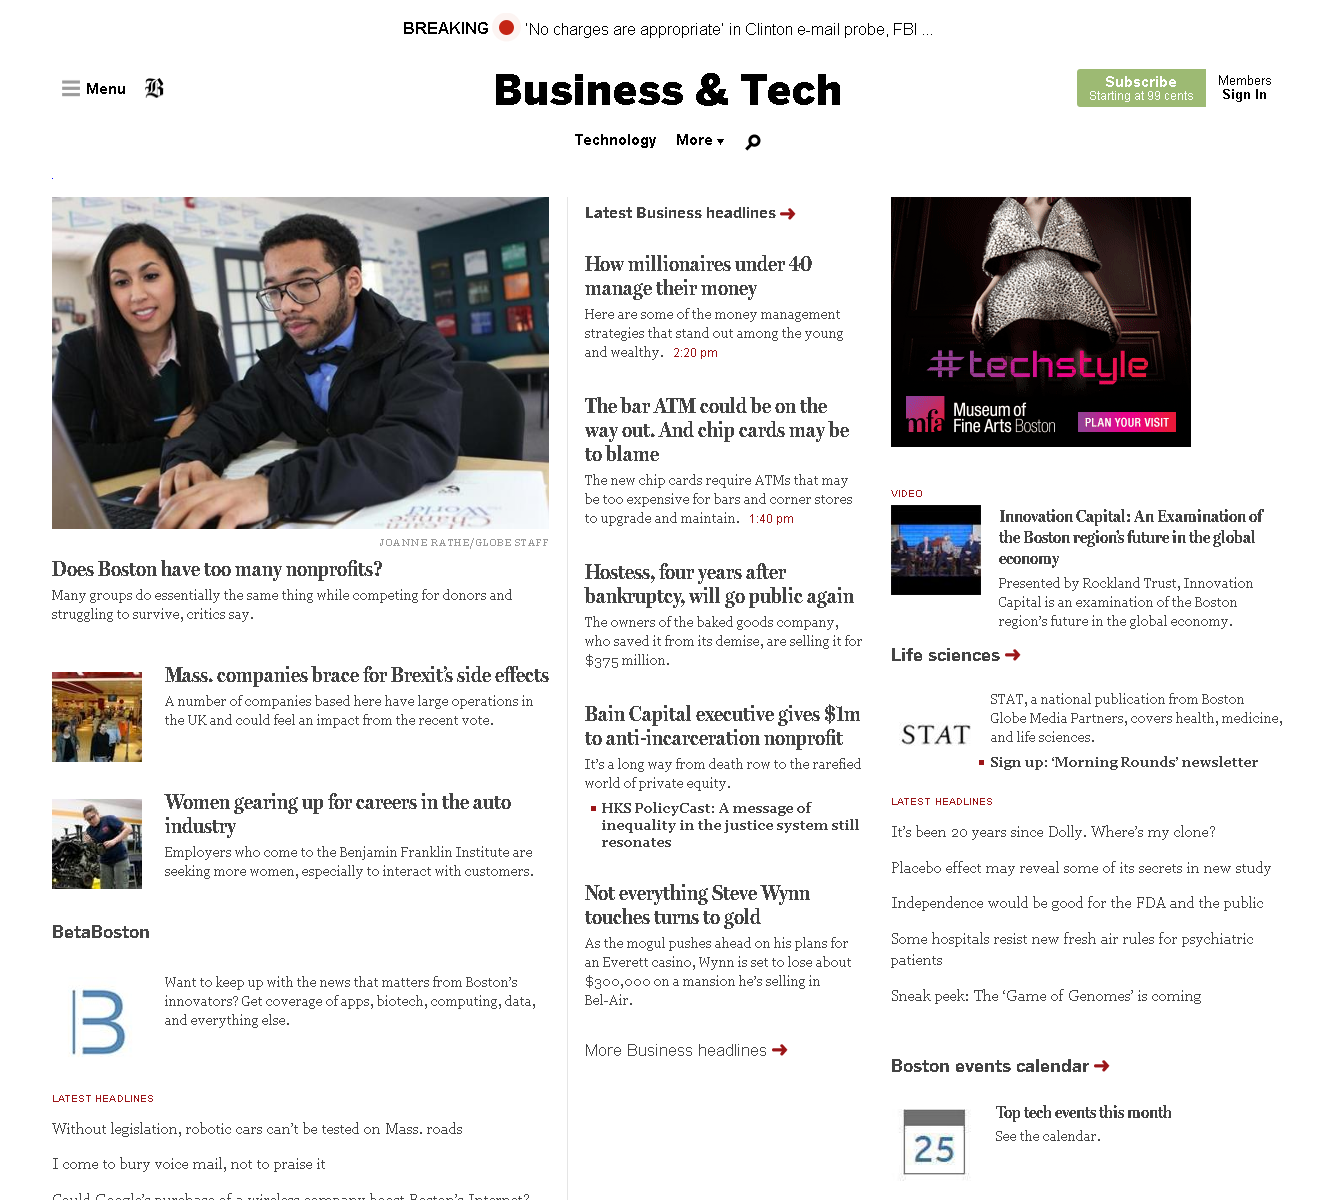 BREAKING 'No charges are appropriate' in Clinton e-mail probe, FBI ...
Menu
B
Business & Tech
Subscribe
Starting at 99 cents
Members
Sign In
Technology More
JOANNE RATHE/GLOBE STAFF
Does Boston have too many nonprofits?
Many groups do essentially the same thing while competing for donors and
struggling to survive, critics say.
Mass. companies brace for Brexit's side effects
A number of companies based here have large operations in
the UK and could feel an impact from the recent vote.
Women gearing up for careers in the auto
industry
Employers who come to the Benjamin Franklin Institute are
seeking more women, especially to interact with customers.
BetaBoston
B
Want to keep up with the news that matters from Boston's
innovators? Get coverage of apps, biotech, computing, data,
and everything else.
LATEST HEADLINES
Without legislation, robotic cars can't be tested on Mass. roads
I come to bury voice mail, not to praise it
Could Google's purchase of a wireless company boost Boston's Internet?
Latest Business headlines
How millionaires under 40
manage their money
Here are some of the money management
strategies that stand out among the young
and wealthy. 2:20 pm
The bar ATM could be on the
way out. And chip cards may be
to blame
The new chip cards require ATMs that may
be too expensive for bars and corner stores
to upgrade and maintain. 1:40 pm
Hostess, four years after
bankruptcy, will go public again
The owners of the baked goods company,
who saved it from its demise, are selling it for
$375 million.
Bain Capital executive gives $1m
to anti-incarceration nonprofit
It's a long way from death row to the rarefied
world of private equity.
HKS PolicyCast: A message of
inequality in the justice system still
resonates
Not everything Steve Wynn
touches turns to gold
As the mogul pushes ahead on his plans for
an Everett casino, Wynn is set to lose about
$300,000 on a mansion he's selling in
Bel-Air.
More Business headlines
#techstyle
mfa
Museum of
Fine Arts Boston
PLAN YOUR VISIT
VIDEO
Innovation Capital: An Examination of
the Boston region's future in the global
economy
Presented by Rockland Trust, Innovation
Capital is an examination of the Boston
region's future in the global economy.
Life sciences
STAT
STAT, a national publication from Boston
Globe Media Partners, covers health, medicine,
and life sciences.
Sign up: 'Morning Rounds' newsletter
LATEST HEADLINES
It's been 20 years since Dolly. Where's my clone?
Placebo effect may reveal some of its secrets in new study
Independence would be good for the FDA and the public
Some hospitals resist new fresh air rules for psychiatric
patients
Sneak peek: The 'Game of Genomes' is coming
Boston events calendar
25
Top tech events this month
See the calendar.